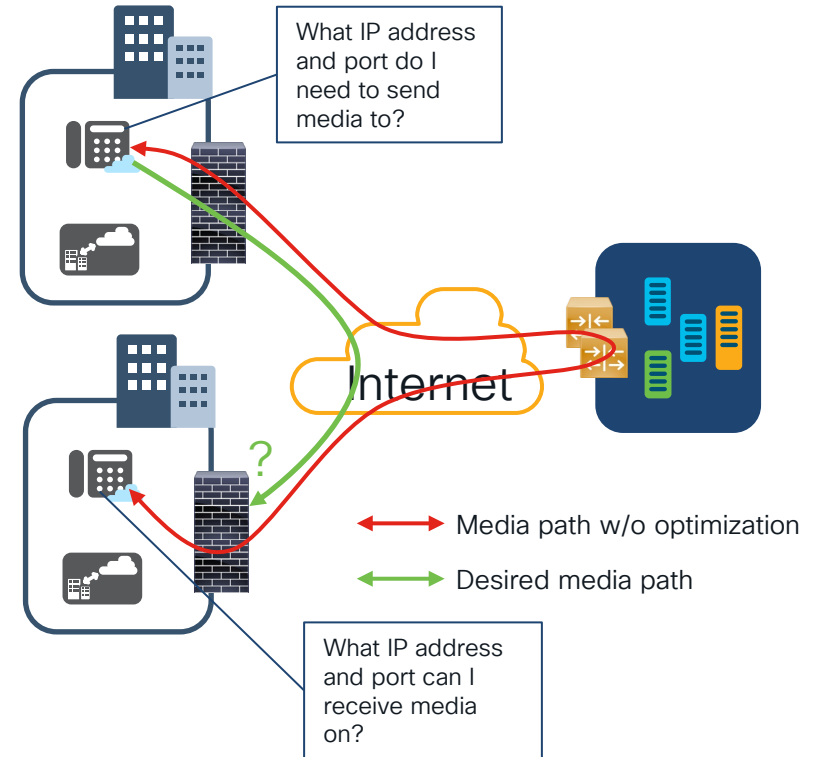 What IP address
and port do I
need to send
media to?
Internet
?
Media path w/o optimization
Desired media path
What IP address
and port can I
receive media
on?